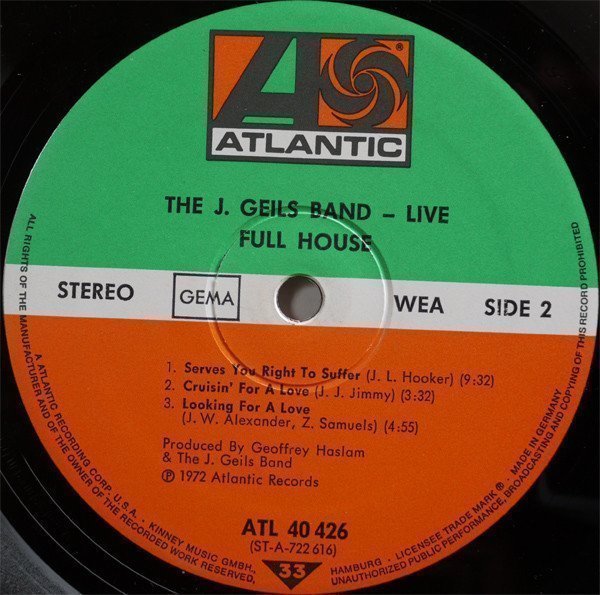 ATLANTIC
®
THE J. GEILS BAND – LIVE
FULL HOUSE
STEREO
GEMA
WEA
SIDE 2
1. Serves You Right To Suffer (J. L. Hooker) (9:32)
2. Cruisin' For A Love (J. J. Jimmy) (3:32)
3. Looking For A Love
(J. W. Alexander, Z. Samuels) (4:55)
Produced By Geoffrey Haslam
& The J. Geils Band
Ⓟ 1972 Atlantic Records
ATL 40 426
(ST-A-722 616)
33
ALL RIGHTS OF THE MANUFACTURER AND OF THE OWNER OF THE RECORDED WORK RESERVED,
A ATLANTIC RECORDING CORP. U.S.A. · KINNEY MUSIC GMBH.,
HAMBURG · LICENSEE TRADE MARK ® · MADE IN GERMANY
UNAUTHORIZED PUBLIC PERFORMANCE, BROADCASTING AND COPYING OF THIS RECORD PROHIBITED